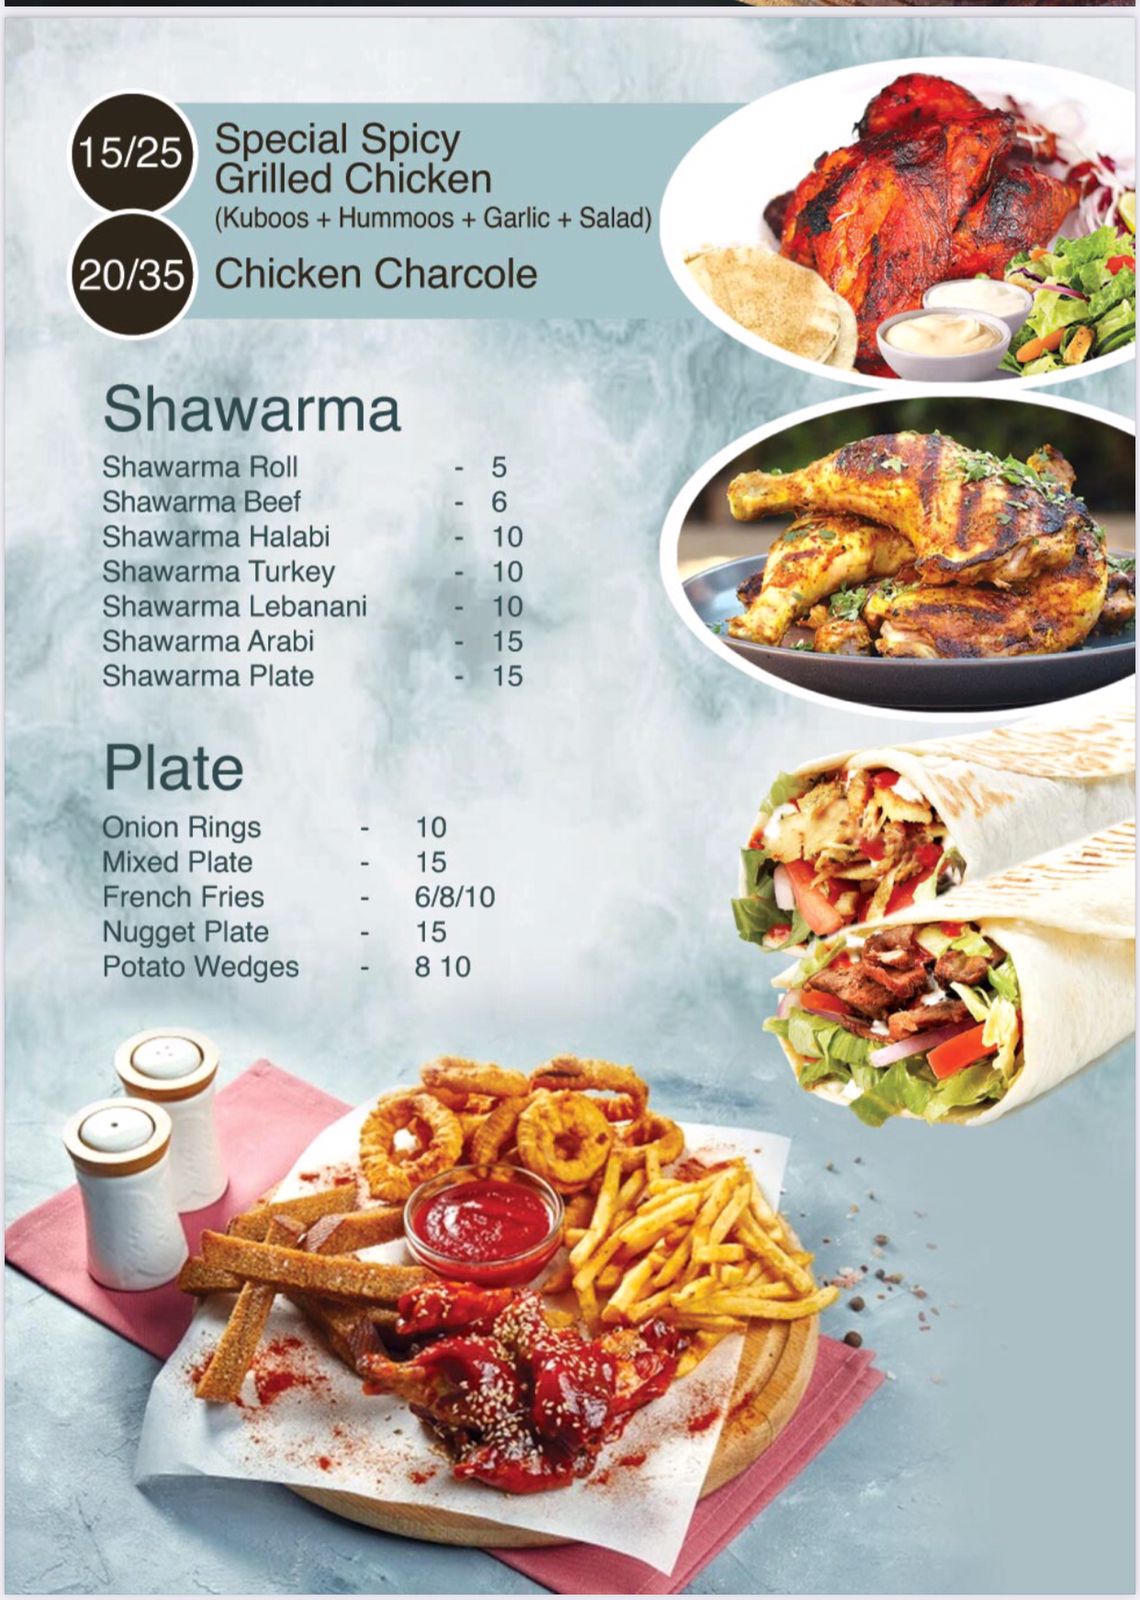 15/25
Special Spicy
Grilled Chicken
(Kuboos + Hummoos + Garlic + Salad)
20/35 Chicken Charcole
Shawarma
Shawarma Roll - 5
Shawarma Beef - 6
Shawarma Halabi - 10
Shawarma Turkey - 10
Shawarma Lebanani - 10
Shawarma Arabi - 15
Shawarma Plate - 15
Plate
Onion Rings - 10
Mixed Plate - 15
French Fries - 6/8/10
Nugget Plate - 15
Potato Wedges - 8 10